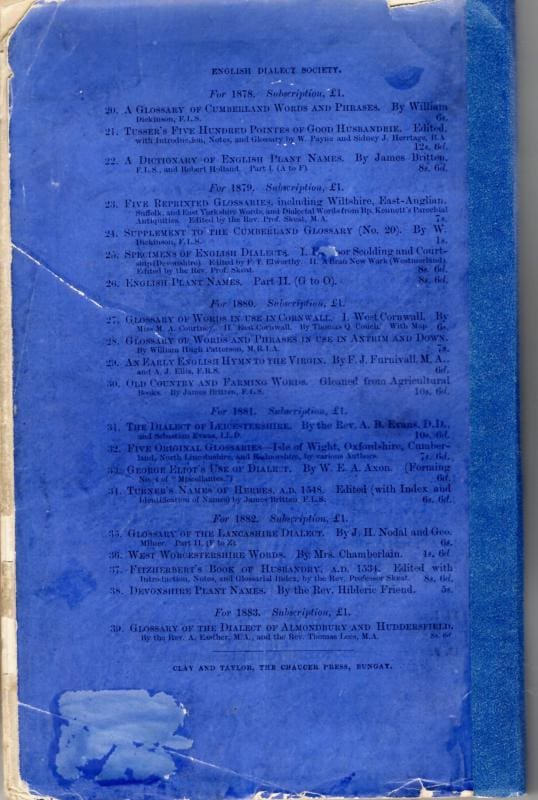 ENGLISH DIALECT SOCIETY.
For 1878. Subscription, £1.
20. A GLOSSARY OF CUMBERLAND WORDS AND PHRASES. By William
Dickinson, F.L.S. 6s.
21. TUSSER'S FIVE HUNDRED POINTES OF GOOD HUSBANDRIE. Edited,
with Introduction, Notes, and Glossary by W. Payne and Sidney J. Herrtage, B.A.
12s. 6d.
22. A DICTIONARY OF ENGLISH PLANT NAMES. By James Britten,
F.L.S., and Robert Holland. Part I. (A to F). 8s. 6d.
For 1879. Subscription, £1.
23. FIVE REPRINTED GLOSSARIES, including Wiltshire, East-Anglian,
Suffolk, and East Yorkshire Words, and Dialectal Words from Bp. Kennett's Parochial
Antiquities. Edited by the Rev. Prof. Skeat, M.A. 7s.
24. SUPPLEMENT TO THE CUMBERLAND GLOSSARY (No. 20). By W.
Dickinson, F.L.S. 1s.
25. SPECIMENS OF ENGLISH DIALECTS. I. or Scolding and Court-
ship (Devonshire). Edited by F. T. Elworthy. II. A Bran New Wark (Westmorland).
Edited by the Rev. Prof. Skeat. 8s. 6d.
26. ENGLISH PLANT NAMES. Part II. (G to O). 8s. 6d.
For 1880. Subscription, £1.
27. GLOSSARY OF WORDS IN USE IN CORNWALL. I. West Cornwall. By
Miss M. A. Courtney. II. East Cornwall. By Thomas Q. Couch. With Map. 6s.
28. GLOSSARY OF WORDS AND PHRASES IN USE IN ANTRIM AND DOWN.
By William Hugh Patterson, M.R.I.A. 7s.
29. AN EARLY ENGLISH HYMN TO THE VIRGIN. By F. J. Furnivall, M.A.,
and A. J. Ellis, F.R.S. 6d.
30. OLD COUNTRY AND FARMING WORDS. Gleaned from Agricultural
Books. By James Britten, F.L.S. 10s. 6d.
For 1881. Subscription, £1.
31. THE DIALECT OF LEICESTERSHIRE. By the Rev. A. B. Evans, D.D.,
and Sebastian Evans, LL.D. 10s. 6d.
32. FIVE ORIGINAL GLOSSARIES—Isle of Wight, Oxfordshire, Cumber-
land, North Lincolnshire, and Radnorshire, by various Authors. 7s. 6d.
33. GEORGE ELIOT'S USE OF DIALECT. By W. E. A. Axon. (Forming
No. 4 of "Miscellanies.") 6d.
34. TURNER'S NAMES OF HERBES, A.D. 1548. Edited (with Index and
Identification of Names) by James Britten, F.L.S. 6s. 6d.
For 1882. Subscription, £1.
35. GLOSSARY OF THE LANCASHIRE DIALECT. By J. H. Nodal and Geo.
Milner. Part II. (F to Z). 6s.
36. WEST WORCESTERSHIRE WORDS. By Mrs. Chamberlain. 4s. 6d.
37. FITZHERBERT'S BOOK OF HUSBANDRY, A.D. 1534. Edited with
Introduction, Notes, and Glossarial Index, by the Rev. Professor Skeat. 8s. 6d.
38. DEVONSHIRE PLANT NAMES. By the Rev. Hilderic Friend. 5s.
For 1883. Subscription, £1.
39. GLOSSARY OF THE DIALECT OF ALMONDBURY AND HUDDERSFIELD.
By the Rev. A. Easther, M.A., and the Rev. Thomas Lees, M.A. 8s. 6d
CLAY AND TAYLOR, THE CHAUCER PRESS, BUNGAY.